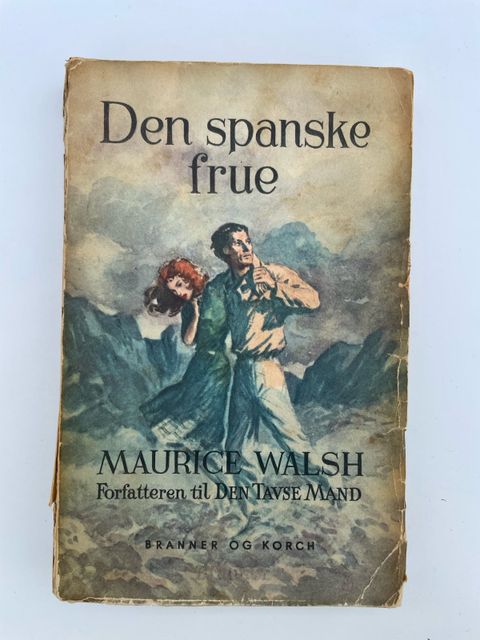 Den spanske
frue
MAURICE WALSH
Forfatteren til DEN TAVSE MAND
BRANNER OG KORCH